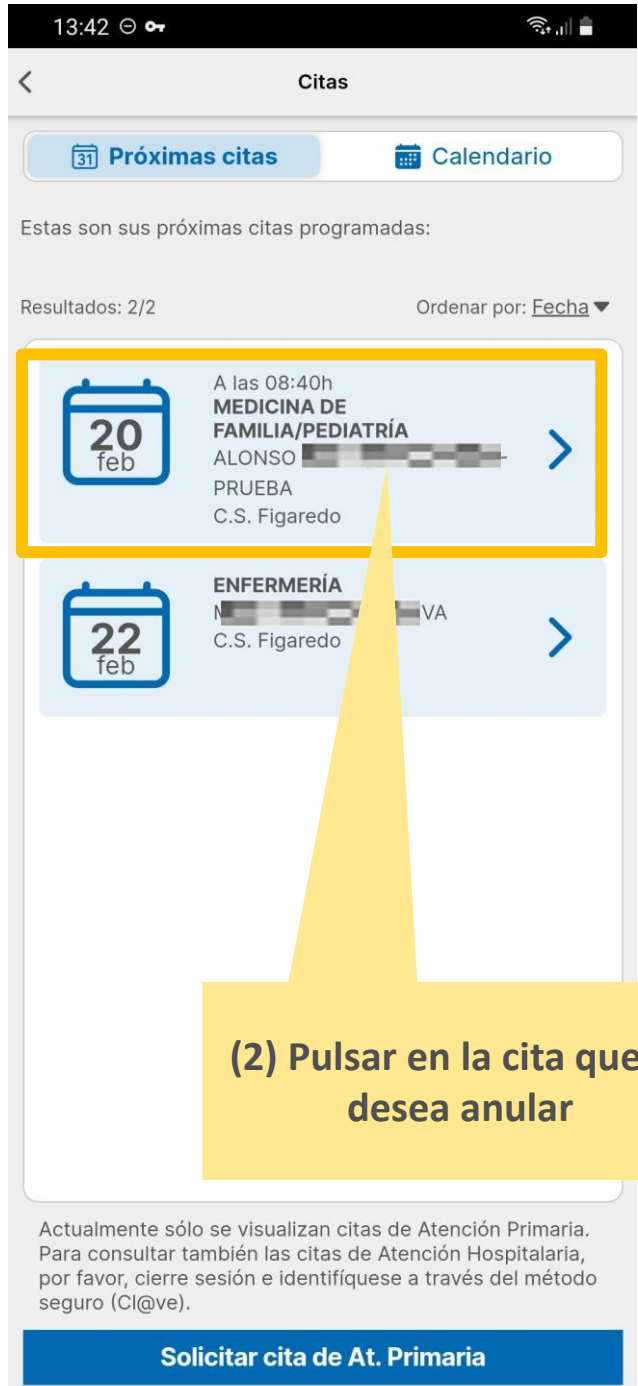 13:42
Citas
31 Próximas citas
Calendario
Estas son sus próximas citas programadas:
Resultados: 2/2
Ordenar por: Fecha
20
feb
A las 08:40h
MEDICINA DE
FAMILIA/PEDIATRÍA
ALONSO
PRUEBA
C.S. Figaredo
22
feb
ENFERMERÍA
VA
C.S. Figaredo
(2) Pulsar en la cita que
desea anular
Actualmente sólo se visualizan citas de Atención Primaria.
Para consultar también las citas de Atención Hospitalaria,
por favor, cierre sesión e identifíquese a través del método
seguro (Cl@ve).
Solicitar cita de At. Primaria